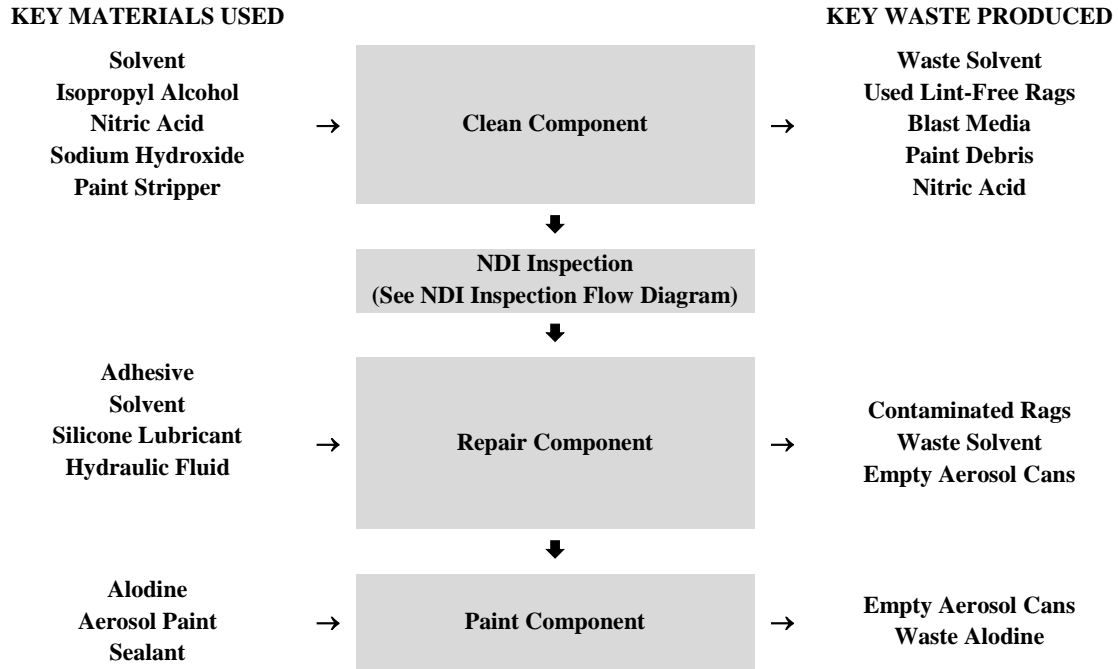 KEY MATERIALS USED
KEY WASTE PRODUCED
Solvent
Isopropyl Alcohol
Nitric Acid
Sodium Hydroxide
Paint Stripper
→
Clean Component
→
Waste Solvent
Used Lint-Free Rags
Blast Media
Paint Debris
Nitric Acid
NDI Inspection
(See NDI Inspection Flow Diagram)
Adhesive
Solvent
Silicone Lubricant
Hydraulic Fluid
→
Repair Component
→
Contaminated Rags
Waste Solvent
Empty Aerosol Cans
Alodine
Aerosol Paint
Sealant
→
Paint Component
→
Empty Aerosol Cans
Waste Alodine